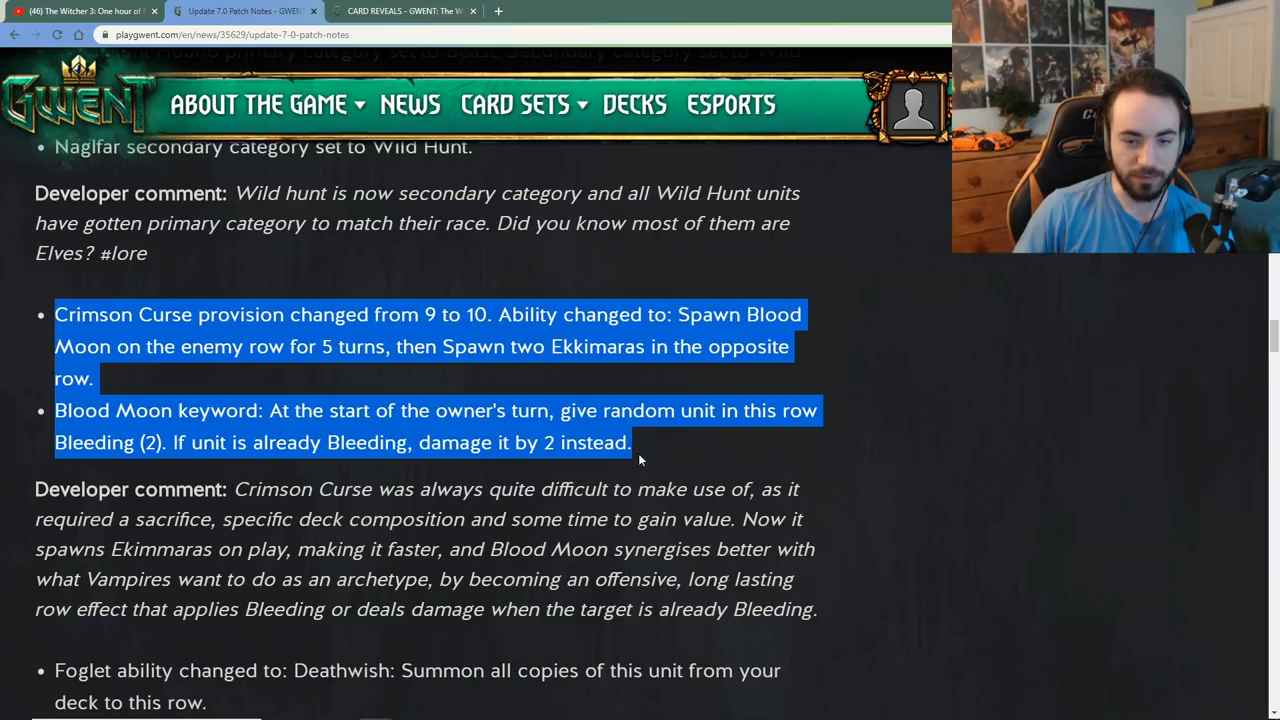 (46) The Witcher 3: One hour of
Update 7.0 Patch Notes - GWENT
CARD REVEALS - GWENT: The W
playgwent.com/en/news/35629/update-7-0-patch-notes
GWENT
ABOUT THE GAME
NEWS
CARD SETS
DECKS
ESPORTS
• Naglfar secondary category set to Wild Hunt.
Developer comment: Wild hunt is now secondary category and all Wild Hunt units
have gotten primary category to match their race. Did you know most of them are
Elves? #lore
• Crimson Curse provision changed from 9 to 10. Ability changed to: Spawn Blood
Moon on the enemy row for 5 turns, then Spawn two Ekkimaras in the opposite
row.
• Blood Moon keyword: At the start of the owner's turn, give random unit in this row
Bleeding (2). If unit is already Bleeding, damage it by 2 instead.
Developer comment: Crimson Curse was always quite difficult to make use of, as it
required a sacrifice, specific deck composition and some time to gain value. Now it
spawns Ekimmaras on play, making it faster, and Blood Moon synergises better with
what Vampires want to do as an archetype, by becoming an offensive, long lasting
row effect that applies Bleeding or deals damage when the target is already Bleeding.
• Foglet ability changed to: Deathwish: Summon all copies of this unit from your
deck to this row.